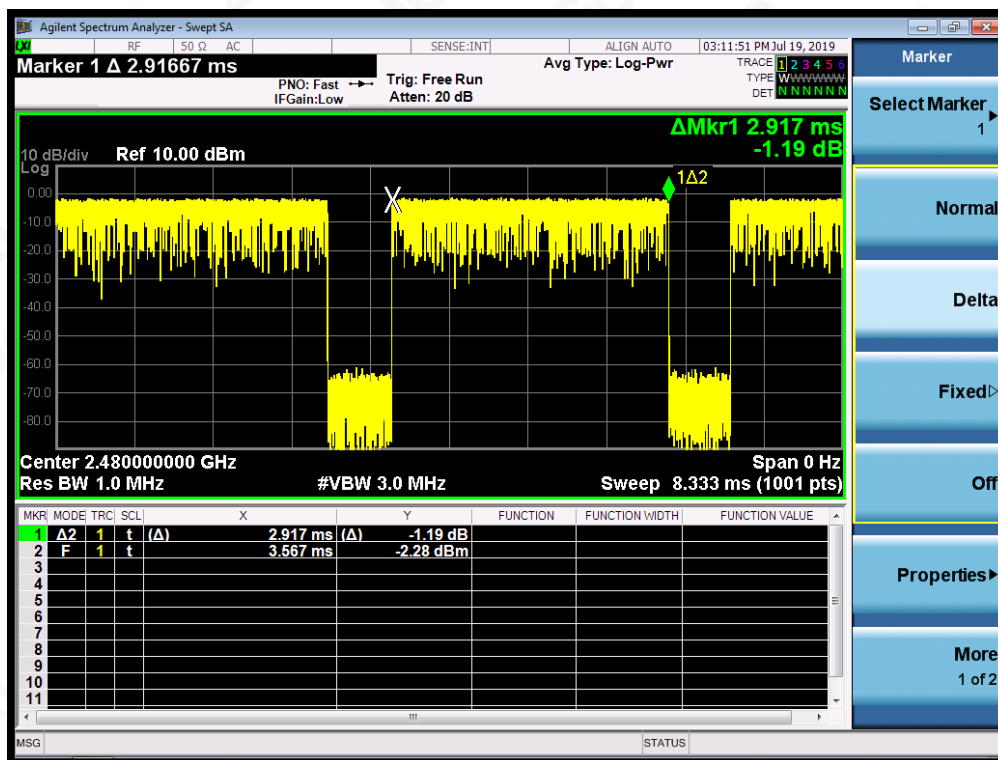 Agilent Spectrum Analyzer - Swept SA
LXI RF 50 Ω AC SENSE:INT ALIGN AUTO 03:11:51 PM Jul 19, 2019
Marker 1 Δ 2.91667 ms
PNO: Fast
IFGain:Low
Trig: Free Run
Atten: 20 dB
Avg Type: Log-Pwr
TRACE 1 2 3 4 5 6
TYPE WWWWWW
DET N N N N N N
ΔMkr1 2.917 ms
-1.19 dB
10 dB/div Ref 10.00 dBm
Log
1Δ2
0.00
-10.0
-20.0
-30.0
-40.0
-50.0
-60.0
-70.0
-80.0
Center 2.480000000 GHz Span 0 Hz
Res BW 1.0 MHz #VBW 3.0 MHz Sweep 8.333 ms (1001 pts)
MKR MODE TRC SCL X Y FUNCTION FUNCTION WIDTH FUNCTION VALUE
1 Δ2 1 t (Δ) 2.917 ms (Δ) -1.19 dB
2 F 1 t 3.567 ms -2.28 dBm
3
4
5
6
7
8
9
10
11
MSG STATUS
Marker
Select Marker
1
Normal
Delta
Fixed
Off
Properties
More
1 of 2